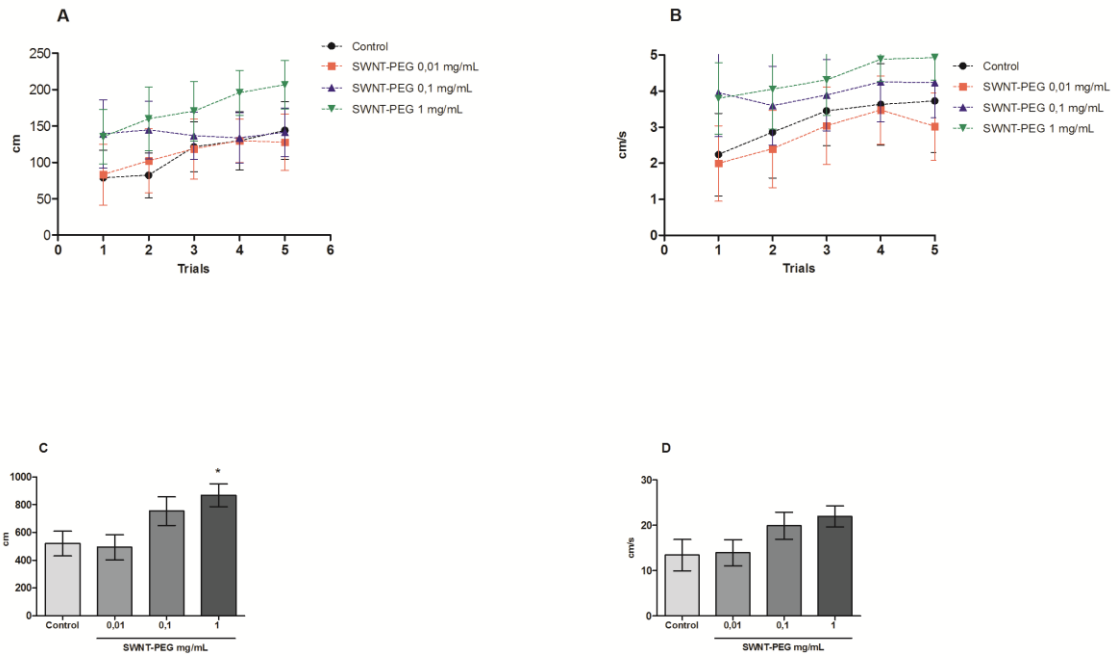 A
250
200
150
100
50
0
cm
0 1 2 3 4 5 6
Trials
Control
SWNT-PEG 0,01 mg/mL
SWNT-PEG 0,1 mg/mL
SWNT-PEG 1 mg/mL
B
5
4
3
2
1
0
cm/s
0 1 2 3 4 5
Trials
Control
SWNT-PEG 0,01 mg/mL
SWNT-PEG 0,1 mg/mL
SWNT-PEG 1 mg/mL
C
1000
800
600
400
200
0
cm
*
Control 0,01 0,1 1
SWNT-PEG mg/mL
D
30
20
10
0
cm/s
Control 0,01 0,1 1
SWNT-PEG mg/mL